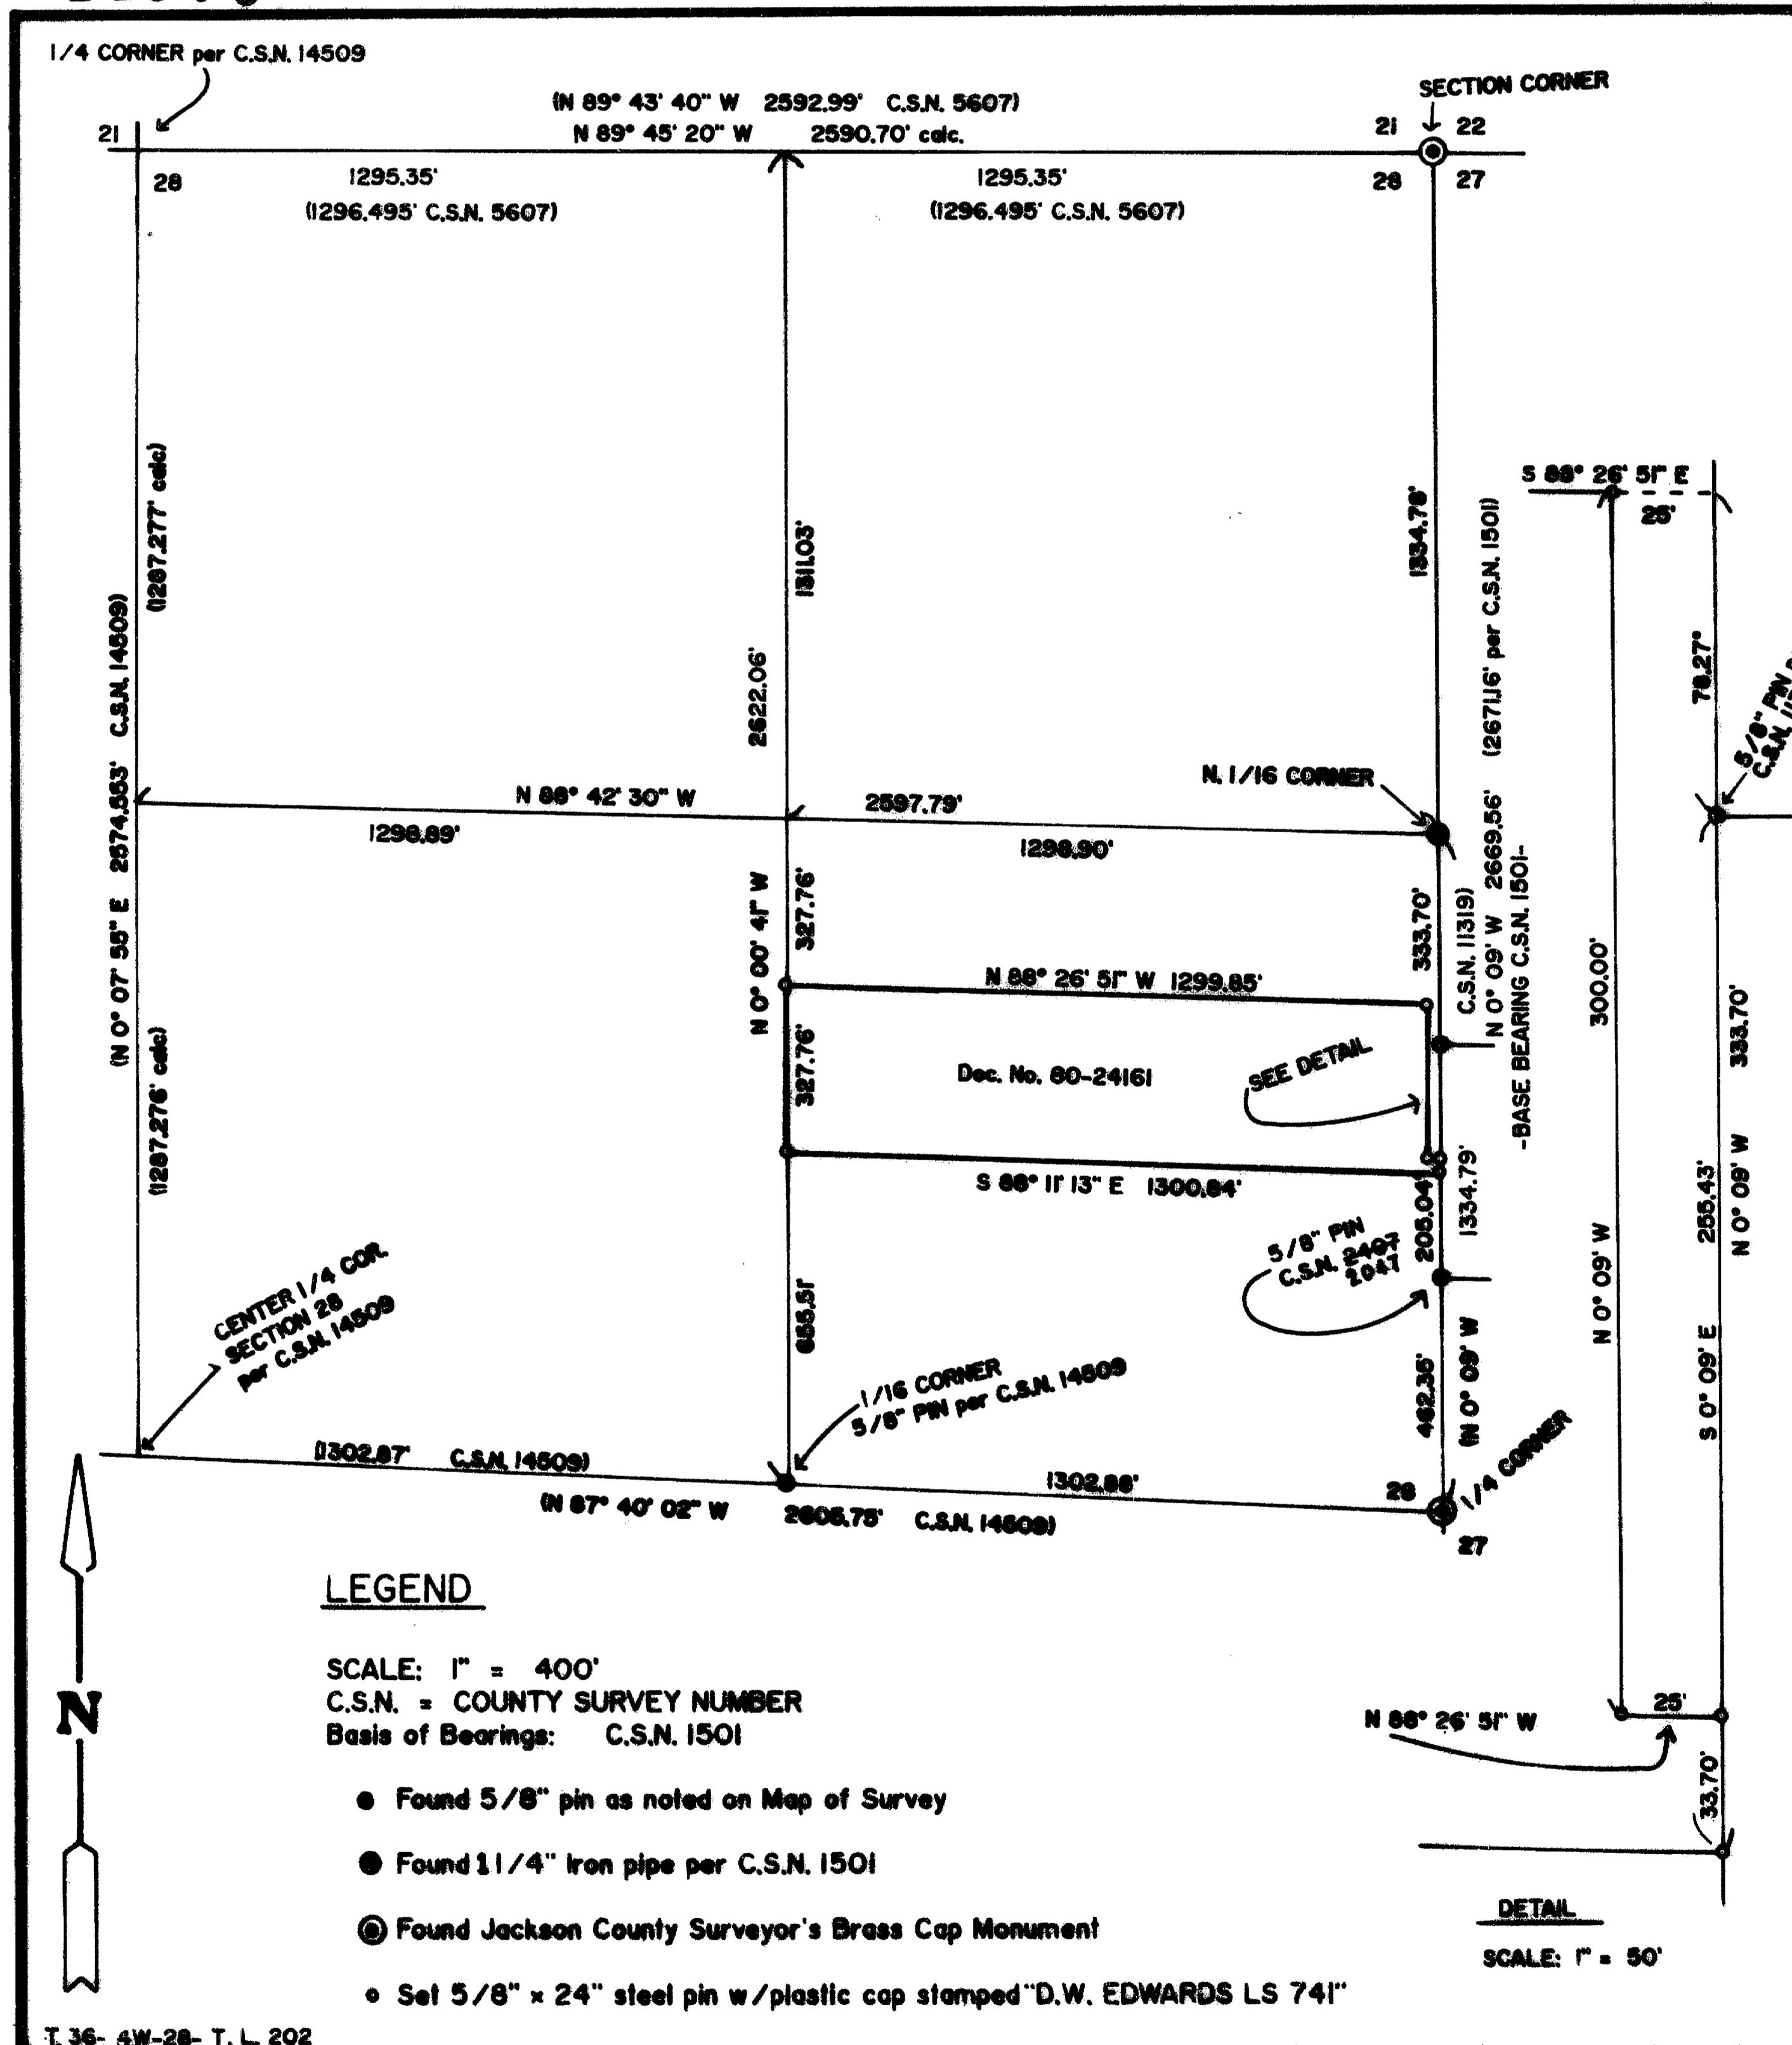 1/4 CORNER per C.S.N. 14509
(N 89° 43' 40" W 2592.99' C.S.N. 5607)
N 89° 45' 20" W 2590.70' calc.
SECTION CORNER
21
21 22
28
28 27
1295.35'
(1296.495' C.S.N. 5607)
1295.35'
(1296.495' C.S.N. 5607)
(1287.277' calc)
(N 0° 07' 55" E 2574.553' C.S.N. 14509)
(1287.276' calc)
1311.03'
2622.06'
1334.78'
(2671.16' per C.S.N. 1501)
N. 1/16 CORNER
N 88° 42' 30" W
2597.79'
1298.89'
1298.90'
N 0° 00' 41" W
327.76'
333.70'
C.S.N. 11319)
N 0° 09' W 2669.56'
-BASE BEARING C.S.N. 1501-
N 88° 26' 51" W 1299.85'
327.76'
Doc. No. 80-24161
SEE DETAIL
S 88° 11' 13" E 1300.84'
205.04'
1334.79'
5/8" PIN
C.S.N. 2407
2047
655.51'
462.35'
(N 0° 09' W
CENTER 1/4 COR.
SECTION 28
per C.S.N. 14509
1/16 CORNER
5/8" PIN per C.S.N. 14509
(1302.87' C.S.N. 14509)
1302.88'
(N 87° 40' 02" W 2605.75' C.S.N. 14509)
28
27
1/4 CORNER
S 88° 26' 51" E
25'
78.27'
5/8" PIN
C.S.N.
300.00'
333.70'
N 0° 09' W
255.43'
S 0° 09' E
N 0° 09' W
25'
N 88° 26' 51" W
33.70'
DETAIL
SCALE: 1" = 50'
N
LEGEND
SCALE: 1" = 400'
C.S.N. = COUNTY SURVEY NUMBER
Basis of Bearings: C.S.N. 1501
Found 5/8" pin as noted on Map of Survey
Found 1 1/4" Iron pipe per C.S.N. 1501
Found Jackson County Surveyor's Brass Cap Monument
Set 5/8" x 24" steel pin w/plastic cap stamped "D.W. EDWARDS LS 741"
T. 36- 4W-28- T. L. 202